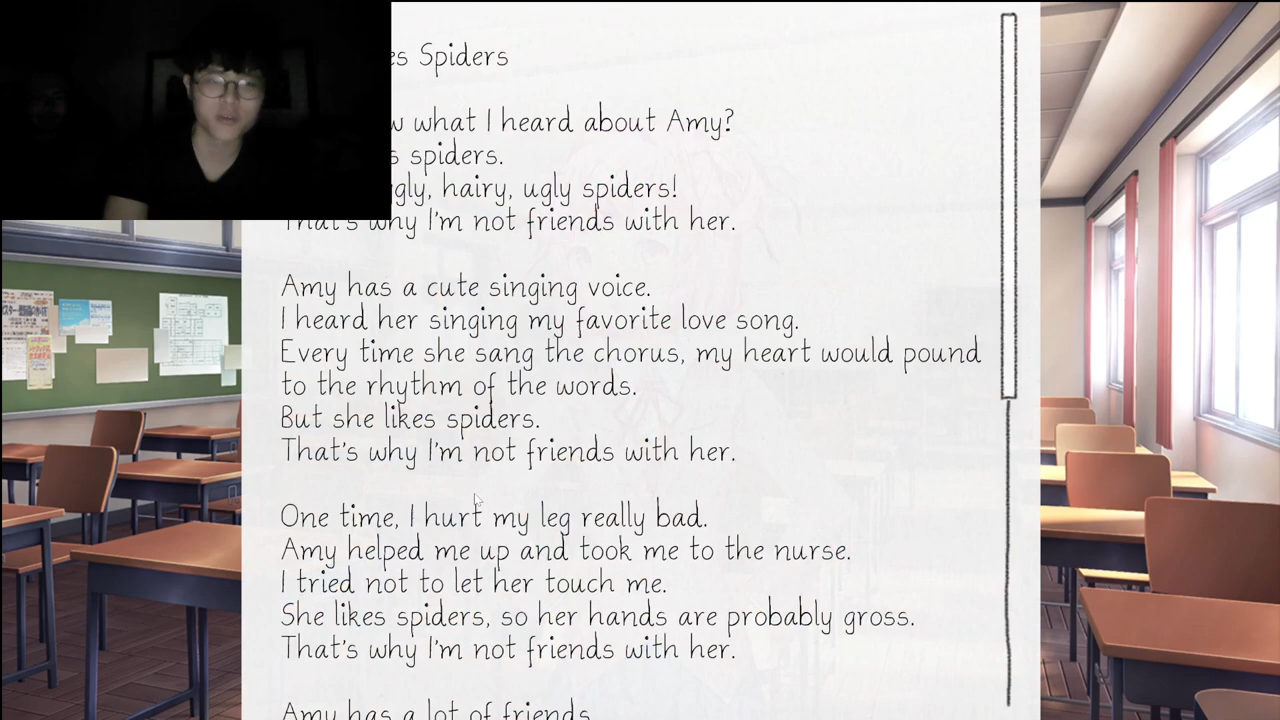 es Spiders
w what I heard about Amy?
s spiders.
gly, hairy, ugly spiders!
That's why I'm not friends with her.
Amy has a cute singing voice.
I heard her singing my favorite love song.
Every time she sang the chorus, my heart would pound
to the rhythm of the words.
But she likes spiders.
That's why I'm not friends with her.
One time, I hurt my leg really bad.
Amy helped me up and took me to the nurse.
I tried not to let her touch me.
She likes spiders, so her hands are probably gross.
That's why I'm not friends with her.
Amy has a lot of friends.